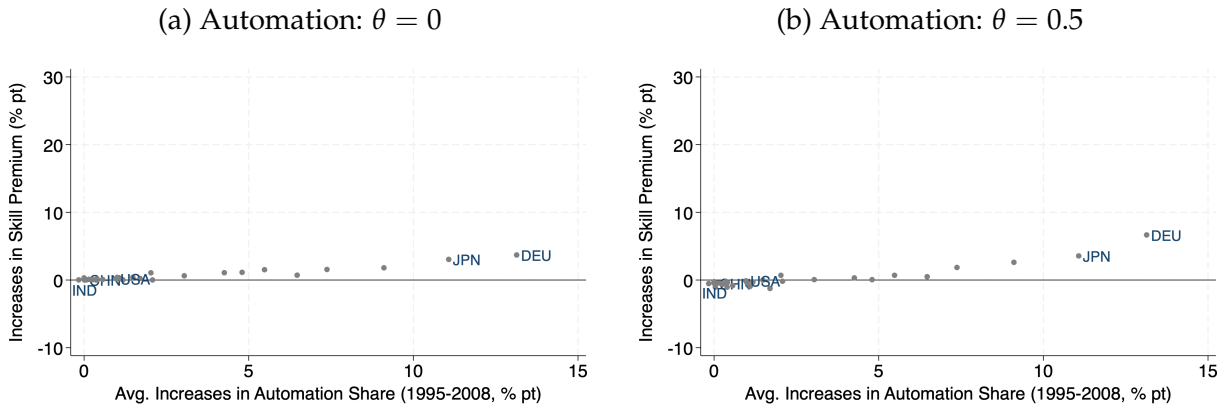 (a) Automation: θ = 0
Increases in Skill Premium (% pt)
30
20
10
0
-10
IND
CHN
USA
JPN
DEU
0
5
10
15
Avg. Increases in Automation Share (1995-2008, % pt)
(b) Automation: θ = 0.5
Increases in Skill Premium (% pt)
30
20
10
0
-10
IND
CHN
USA
JPN
DEU
0
5
10
15
Avg. Increases in Automation Share (1995-2008, % pt)